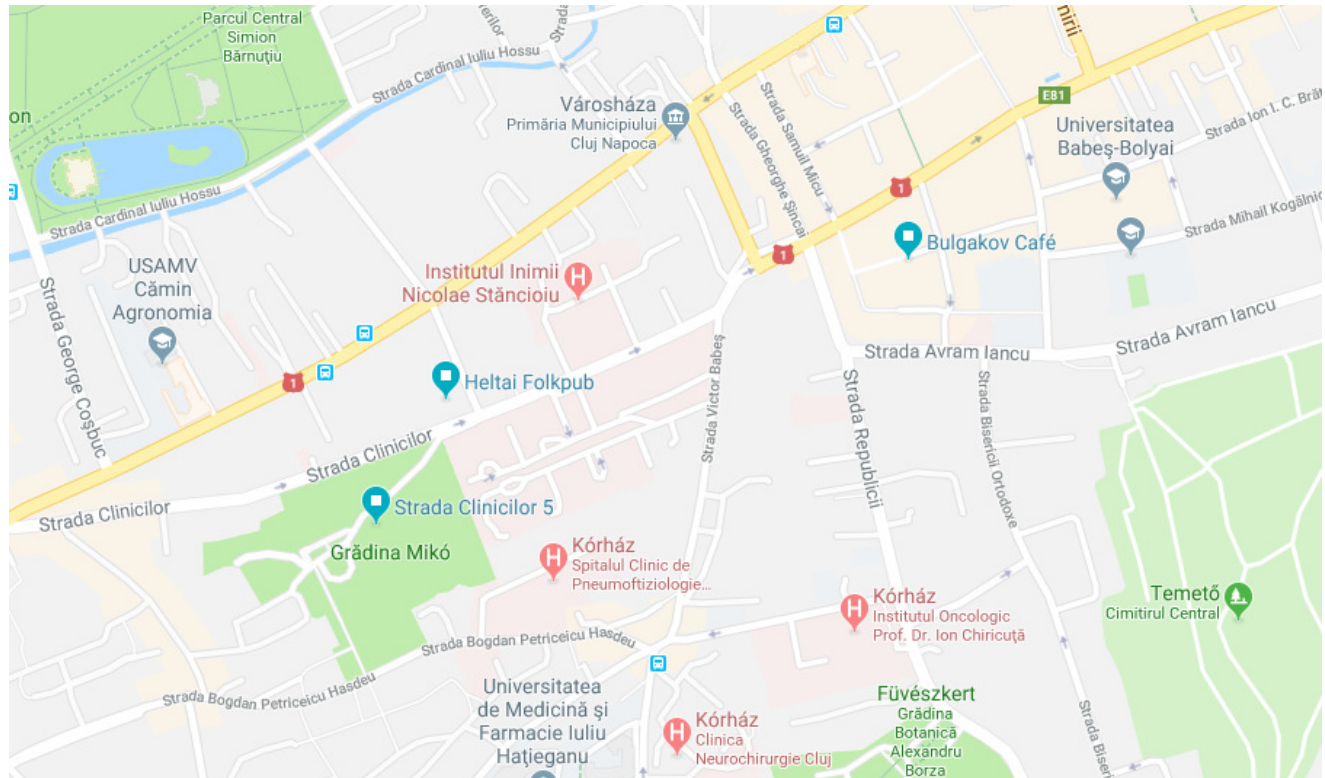 Parcul Central
Simion
Bărnuțiu
Strada Cardinal Iuliu Hossu
Városháza
Primăria Municipiului
Cluj Napoca
Strada Samuil Micu
Strada Gheorghe Șincai
E81
Universitatea
Babeș-Bolyai
Strada Ion I. C. Bră
Strada Mihail Kogălnic
1
1
1
Bulgakov Café
Strada Cardinal Iuliu Hossu
USAMV
Cămin
Agronomia
Institutul Inimii
Nicolae Stăncioiu
Strada George Coșbuc
Heltai Folkpub
Strada Victor Babeș
Strada Avram Iancu
Strada Avram Iancu
Strada Republicii
Strada Bisericii Ortodoxe
Strada Clinicilor
Strada Clinicilor
Strada Clinicilor 5
Grădina Mikó
Kórház
Spitalul Clinic de
Pneumoftiziologie...
Kórház
Institutul Oncologic
Prof. Dr. Ion Chiricuță
Temető
Cimitirul Central
Strada Bogdan Petriceicu Hasdeu
Strada Bogdan Petriceicu Hasdeu
Universitatea
de Medicină și
Farmacie Iuliu
Hațieganu
Kórház
Clinica
Neurochirurgie Cluj
Füvészkert
Grădina
Botanică
Alexandru
Borza
Strada Biser